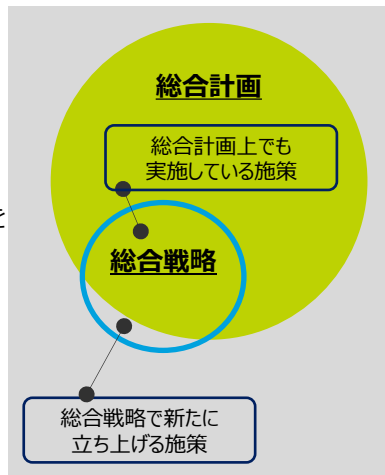 総合計画
総合計画上でも
実施している施策
を
総合戦略
総合戦略で新たに
立ち上げる施策